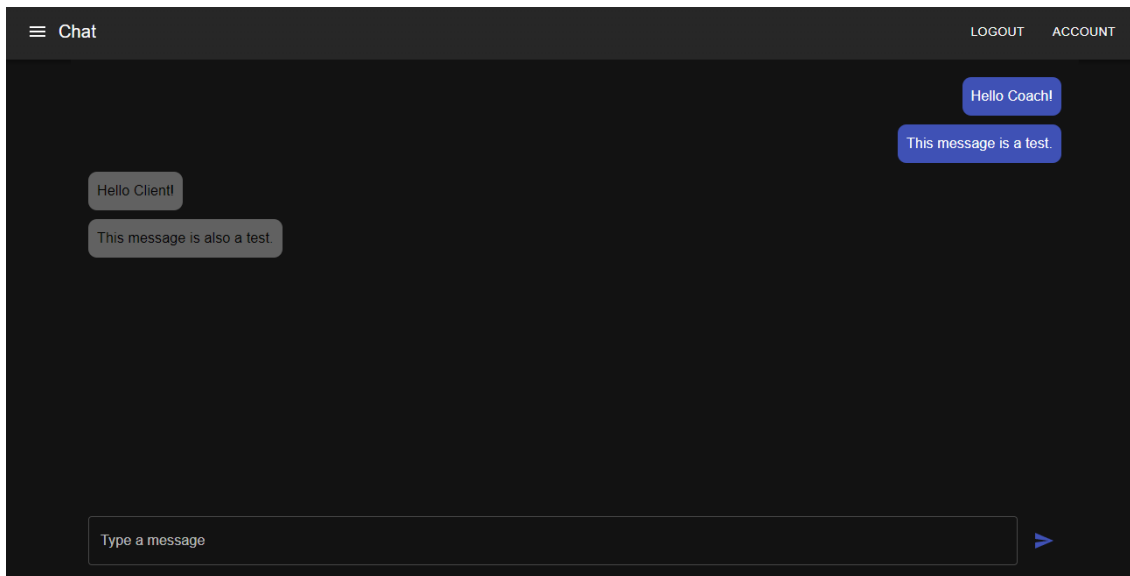 Chat
LOGOUT
ACCOUNT
Hello Coach!
This message is a test.
Hello Client!
This message is also a test.
Type a message